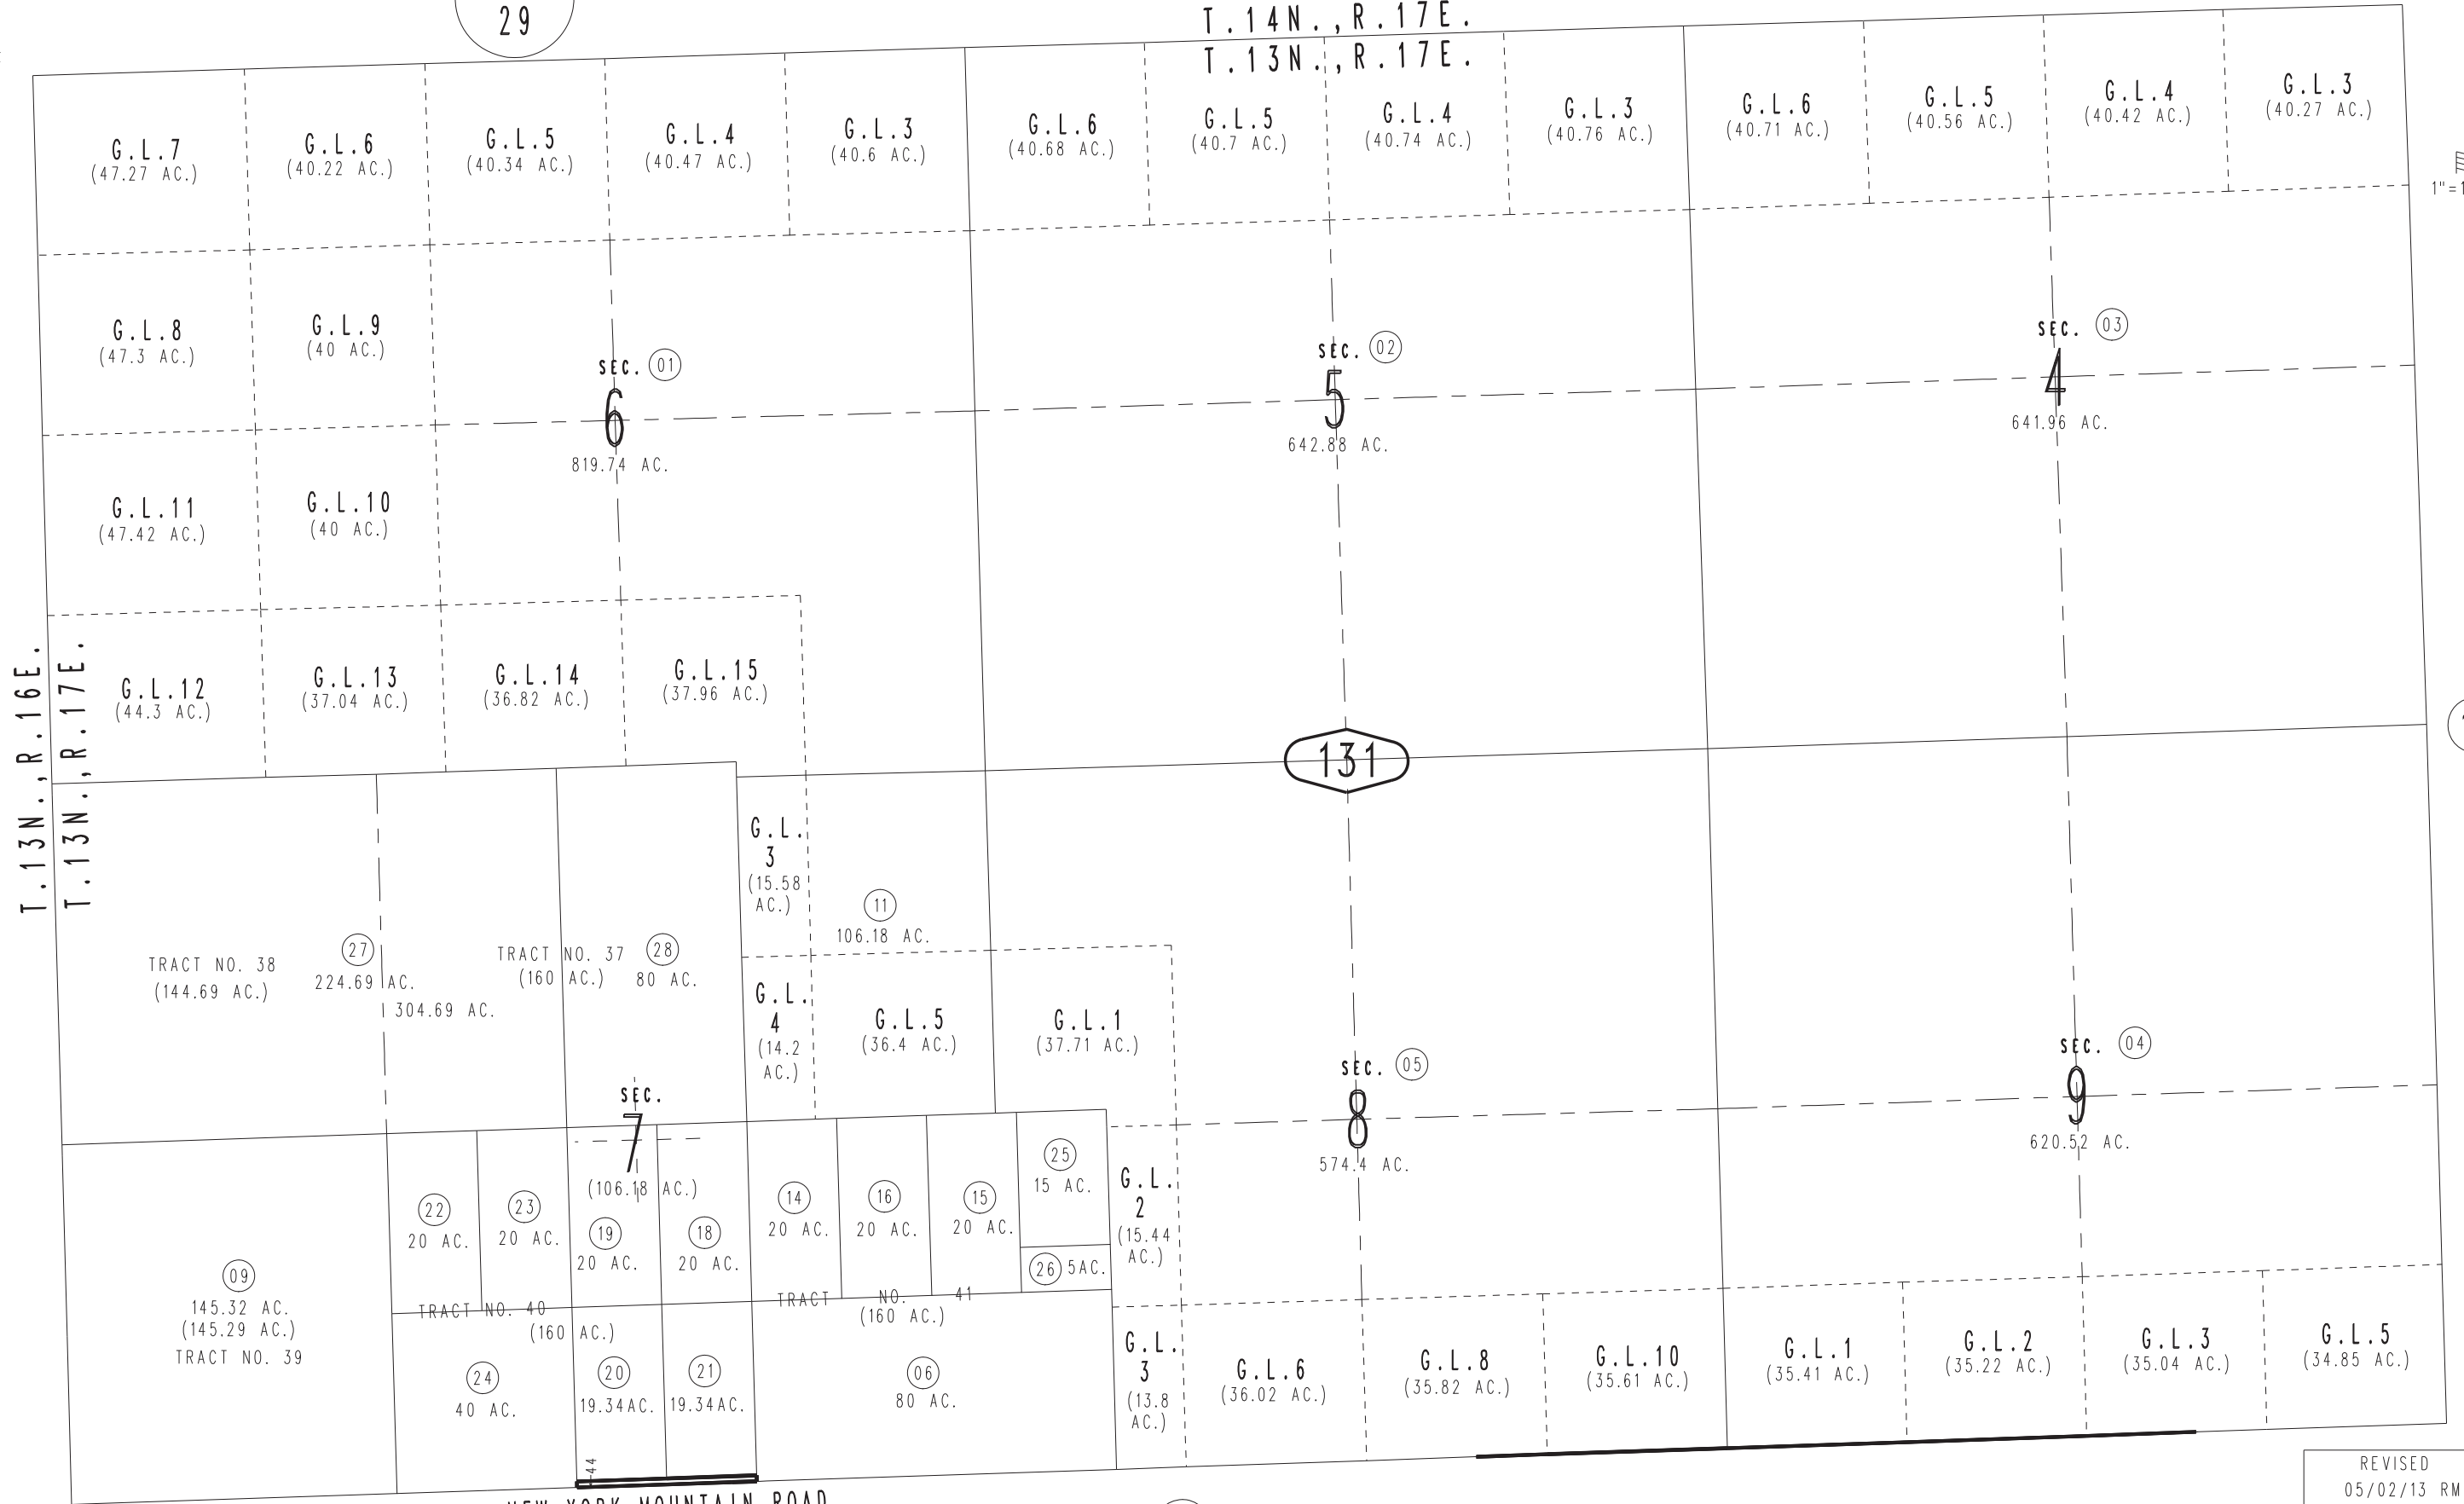 29
T.14N.,R.17E.
T.13N.,R.17E.
G.L.7
(47.27 AC.)
G.L.6
(40.22 AC.)
G.L.5
(40.34 AC.)
G.L.4
(40.47 AC.)
G.L.3
(40.6 AC.)
G.L.6
(40.68 AC.)
G.L.5
(40.7 AC.)
G.L.4
(40.74 AC.)
G.L.3
(40.76 AC.)
G.L.6
(40.71 AC.)
G.L.5
(40.56 AC.)
G.L.4
(40.42 AC.)
G.L.3
(40.27 AC.)
1"=1
G.L.8
(47.3 AC.)
G.L.9
(40 AC.)
SEC. 01
6
819.74 AC.
SEC. 02
5
642.88 AC.
SEC. 03
4
641.96 AC.
G.L.11
(47.42 AC.)
G.L.10
(40 AC.)
G.L.12
(44.3 AC.)
G.L.13
(37.04 AC.)
G.L.14
(36.82 AC.)
G.L.15
(37.96 AC.)
T.13N.,R.16E.
T.13N.,R.17E.
131
G.L.
3
(15.58
AC.)
11
106.18 AC.
TRACT NO. 38
(144.69 AC.)
27
224.69 AC.
304.69 AC.
TRACT NO. 37
(160 AC.)
28
80 AC.
G.L.
4
(14.2
AC.)
G.L.5
(36.4 AC.)
G.L.1
(37.71 AC.)
SEC. 05
8
574.4 AC.
SEC. 04
9
620.52 AC.
SEC.
7
(106.18 AC.)
22
20 AC.
23
20 AC.
19
20 AC.
18
20 AC.
14
20 AC.
16
20 AC.
15
20 AC.
25
15 AC.
26 5AC.
G.L.
2
(15.44
AC.)
09
145.32 AC.
(145.29 AC.)
TRACT NO. 39
TRACT NO. 40
(160 AC.)
TRACT NO. 41
(160 AC.)
24
40 AC.
20
19.34AC.
21
19.34AC.
06
80 AC.
G.L.
3
(13.8
AC.)
G.L.6
(36.02 AC.)
G.L.8
(35.82 AC.)
G.L.10
(35.61 AC.)
G.L.1
(35.41 AC.)
G.L.2
(35.22 AC.)
G.L.3
(35.04 AC.)
G.L.5
(34.85 AC.)
44
NEW YORK MOUNTAIN ROAD
REVISED
05/02/13 RM